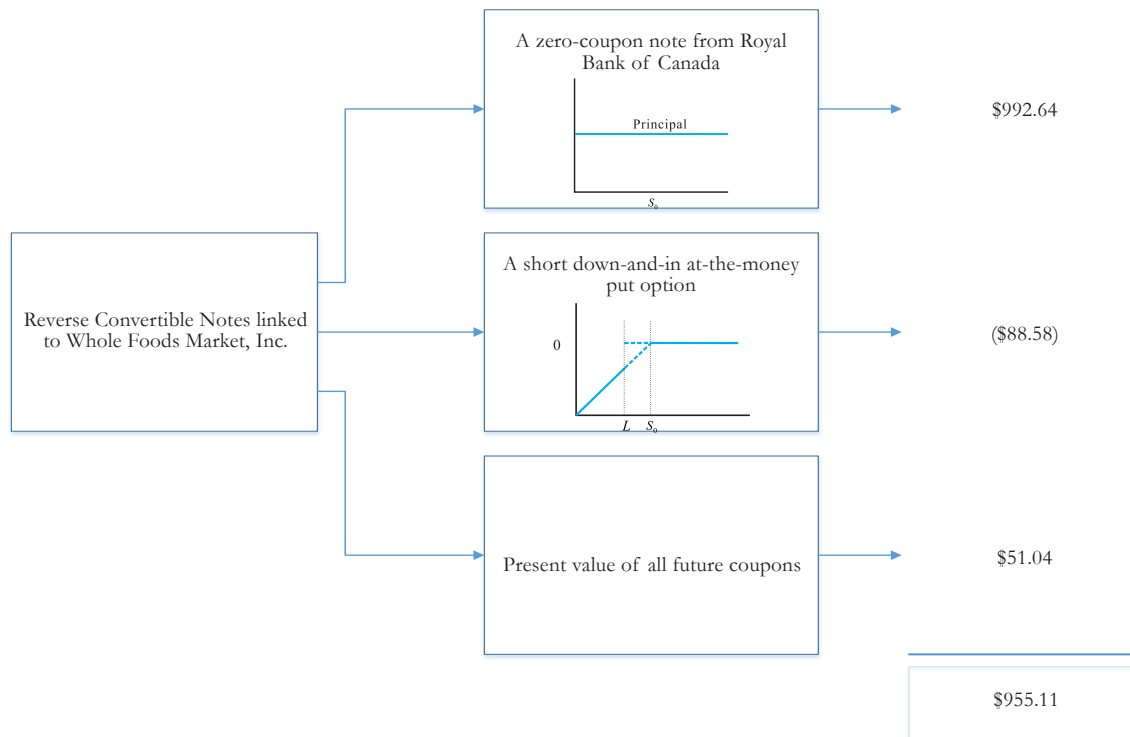 A zero-coupon note from Royal
Bank of Canada
Principal
S₀
$992.64
Reverse Convertible Notes linked
to Whole Foods Market, Inc.
A short down-and-in at-the-money
put option
0
L S₀
($88.58)
Present value of all future coupons
$51.04
$955.11